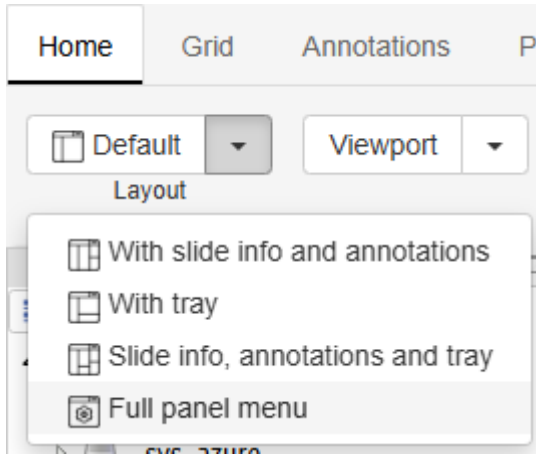 Home Grid Annotations P
Default Viewport
Layout
With slide info and annotations
With tray
Slide info, annotations and tray
Full panel menu
sys_azure